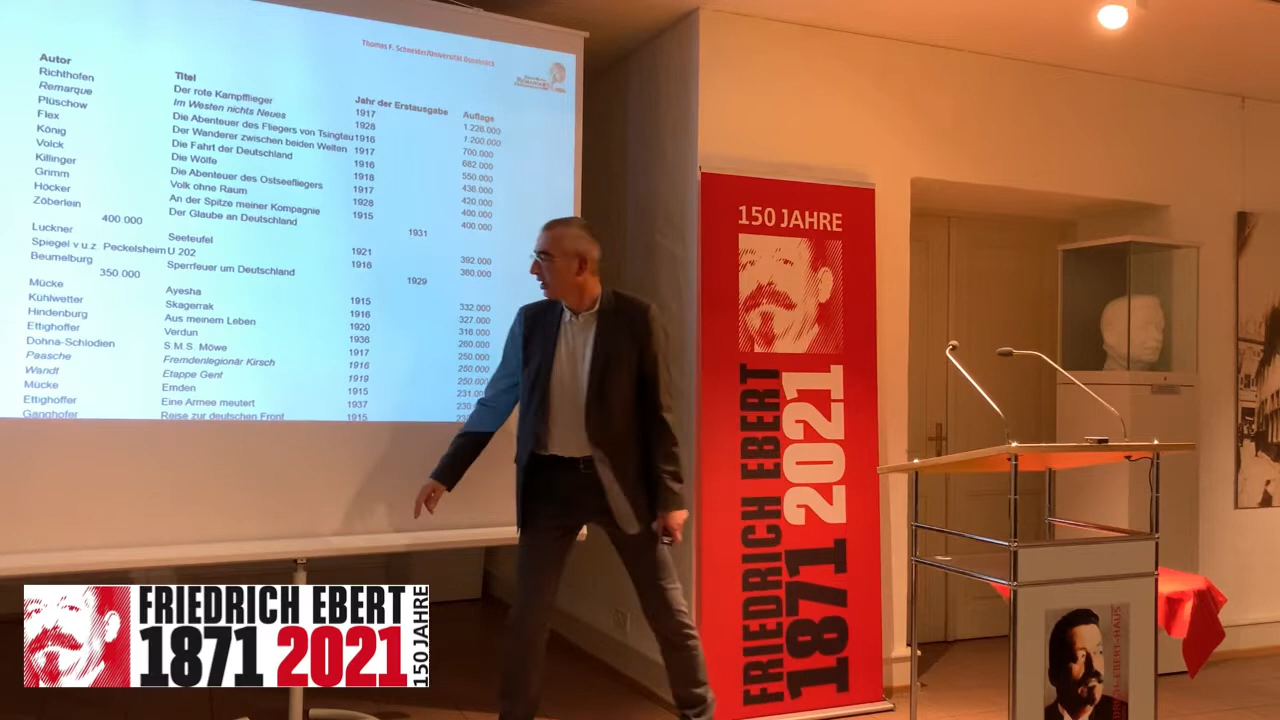 Thomas F. Schneider/Universität Osnabrück
Autor Titel Jahr der Erstausgabe Auflage
Richthofen Der rote Kampfflieger 1917 1.226.000
Remarque Im Westen nichts Neues 1928 1.200.000
Plüschow Die Abenteuer des Fliegers von Tsingtau 1916 700.000
Flex Der Wanderer zwischen beiden Welten 1917 682.000
König Die Fahrt der Deutschland 1916 550.000
Volck Die Wölfe 1918 436.000
Killinger Die Abenteuer des Ostseefliegers 1917 420.000
Grimm Volk ohne Raum 1928 400.000
Höcker An der Spitze meiner Kompagnie 1915 400.000
Zöberlein Der Glaube an Deutschland 1931
400 000
Luckner Seeteufel 1921 392.000
Spiegel v.u.z. Peckelsheim U 202 1916 360.000
Beumelburg Sperrfeuer um Deutschland 1929
350.000
Mücke Ayesha 1915 332.000
Kühlwetter Skagerrak 1916 327.000
Hindenburg Aus meinem Leben 1920 316.000
Ettighoffer Verdun 1936 260.000
Dohna-Schlodien S.M.S. Möwe 1917 250.000
Paasche Fremdenlegionär Kirsch 1916 250.000
Wandt Etappe Gent 1919 250.000
Mücke Emden 1915
Ettighoffer Eine Armee meutert 1937
Ganghofer Reise zur deutschen Front 1915
150 JAHRE
FRIEDRICH EBERT
1871 2021
FRIEDRICH EBERT
1871 2021
150 JAHRE